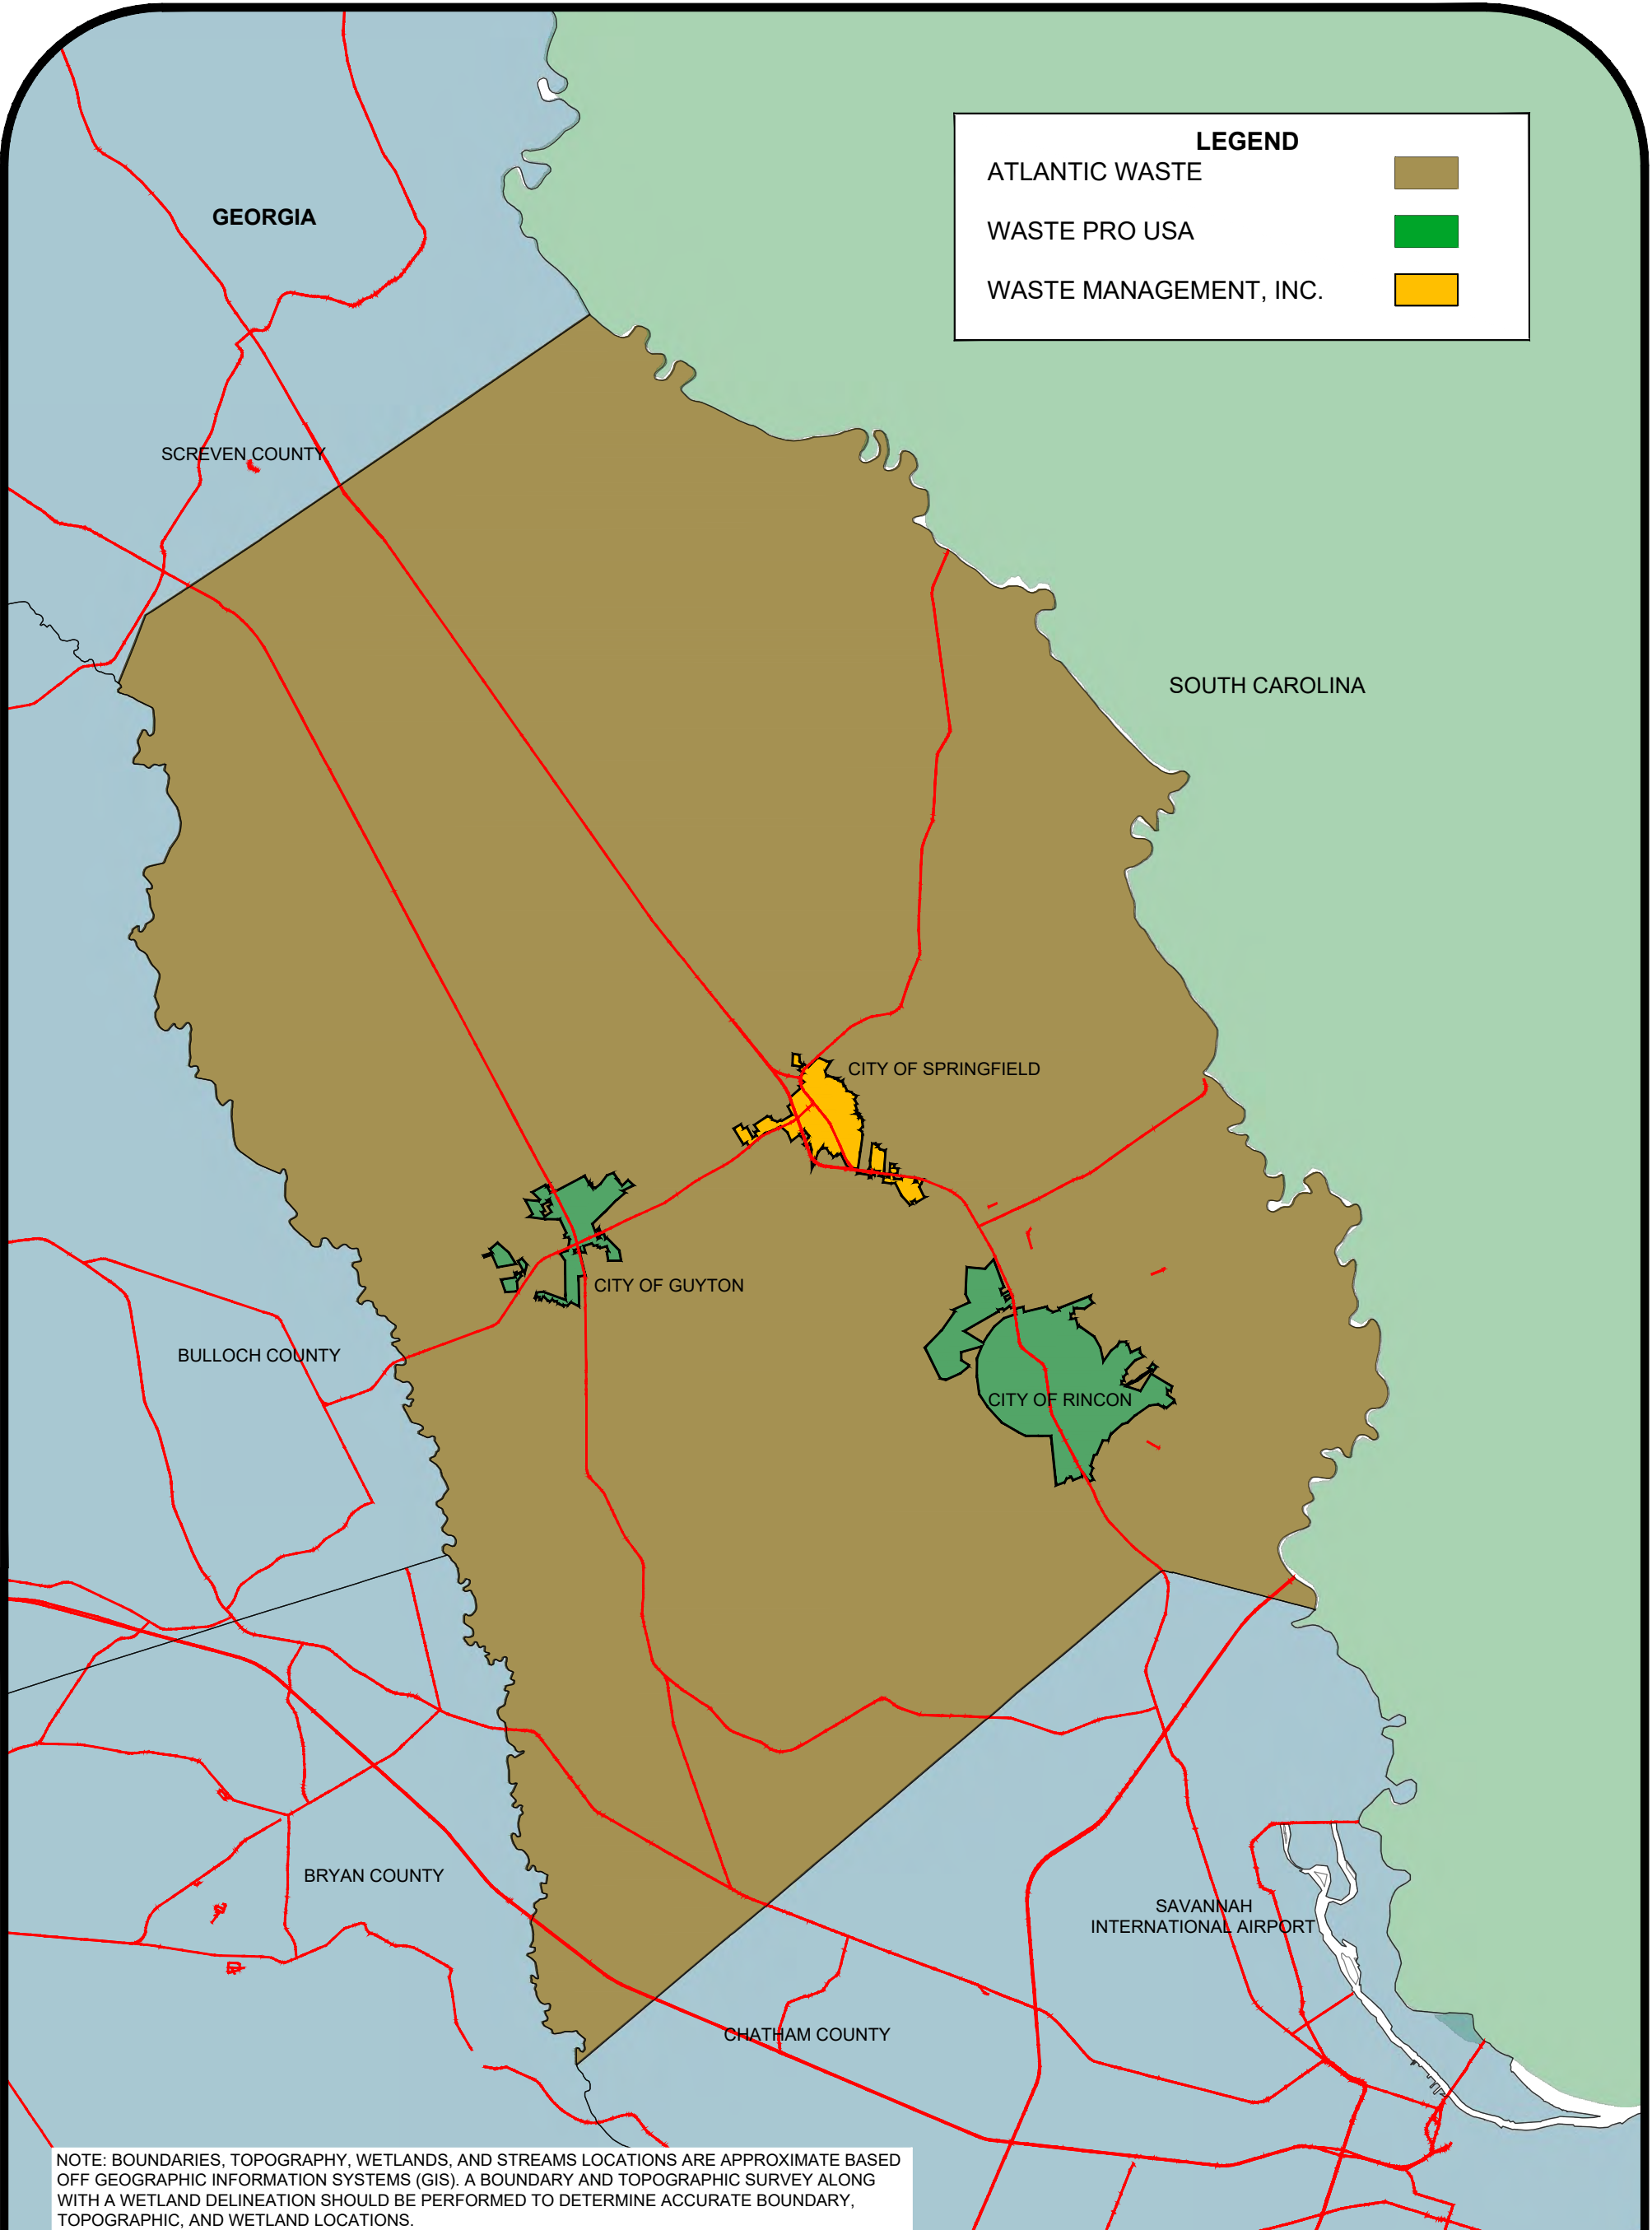 LEGEND
ATLANTIC WASTE
WASTE PRO USA
WASTE MANAGEMENT, INC.
GEORGIA
SCREVEN COUNTY
SOUTH CAROLINA
CITY OF SPRINGFIELD
CITY OF GUYTON
BULLOCH COUNTY
CITY OF RINCON
BRYAN COUNTY
SAVANNAH
INTERNATIONAL AIRPORT
CHATHAM COUNTY
NOTE: BOUNDARIES, TOPOGRAPHY, WETLANDS, AND STREAMS LOCATIONS ARE APPROXIMATE BASED
OFF GEOGRAPHIC INFORMATION SYSTEMS (GIS). A BOUNDARY AND TOPOGRAPHIC SURVEY ALONG
WITH A WETLAND DELINEATION SHOULD BE PERFORMED TO DETERMINE ACCURATE BOUNDARY,
TOPOGRAPHIC, AND WETLAND LOCATIONS.